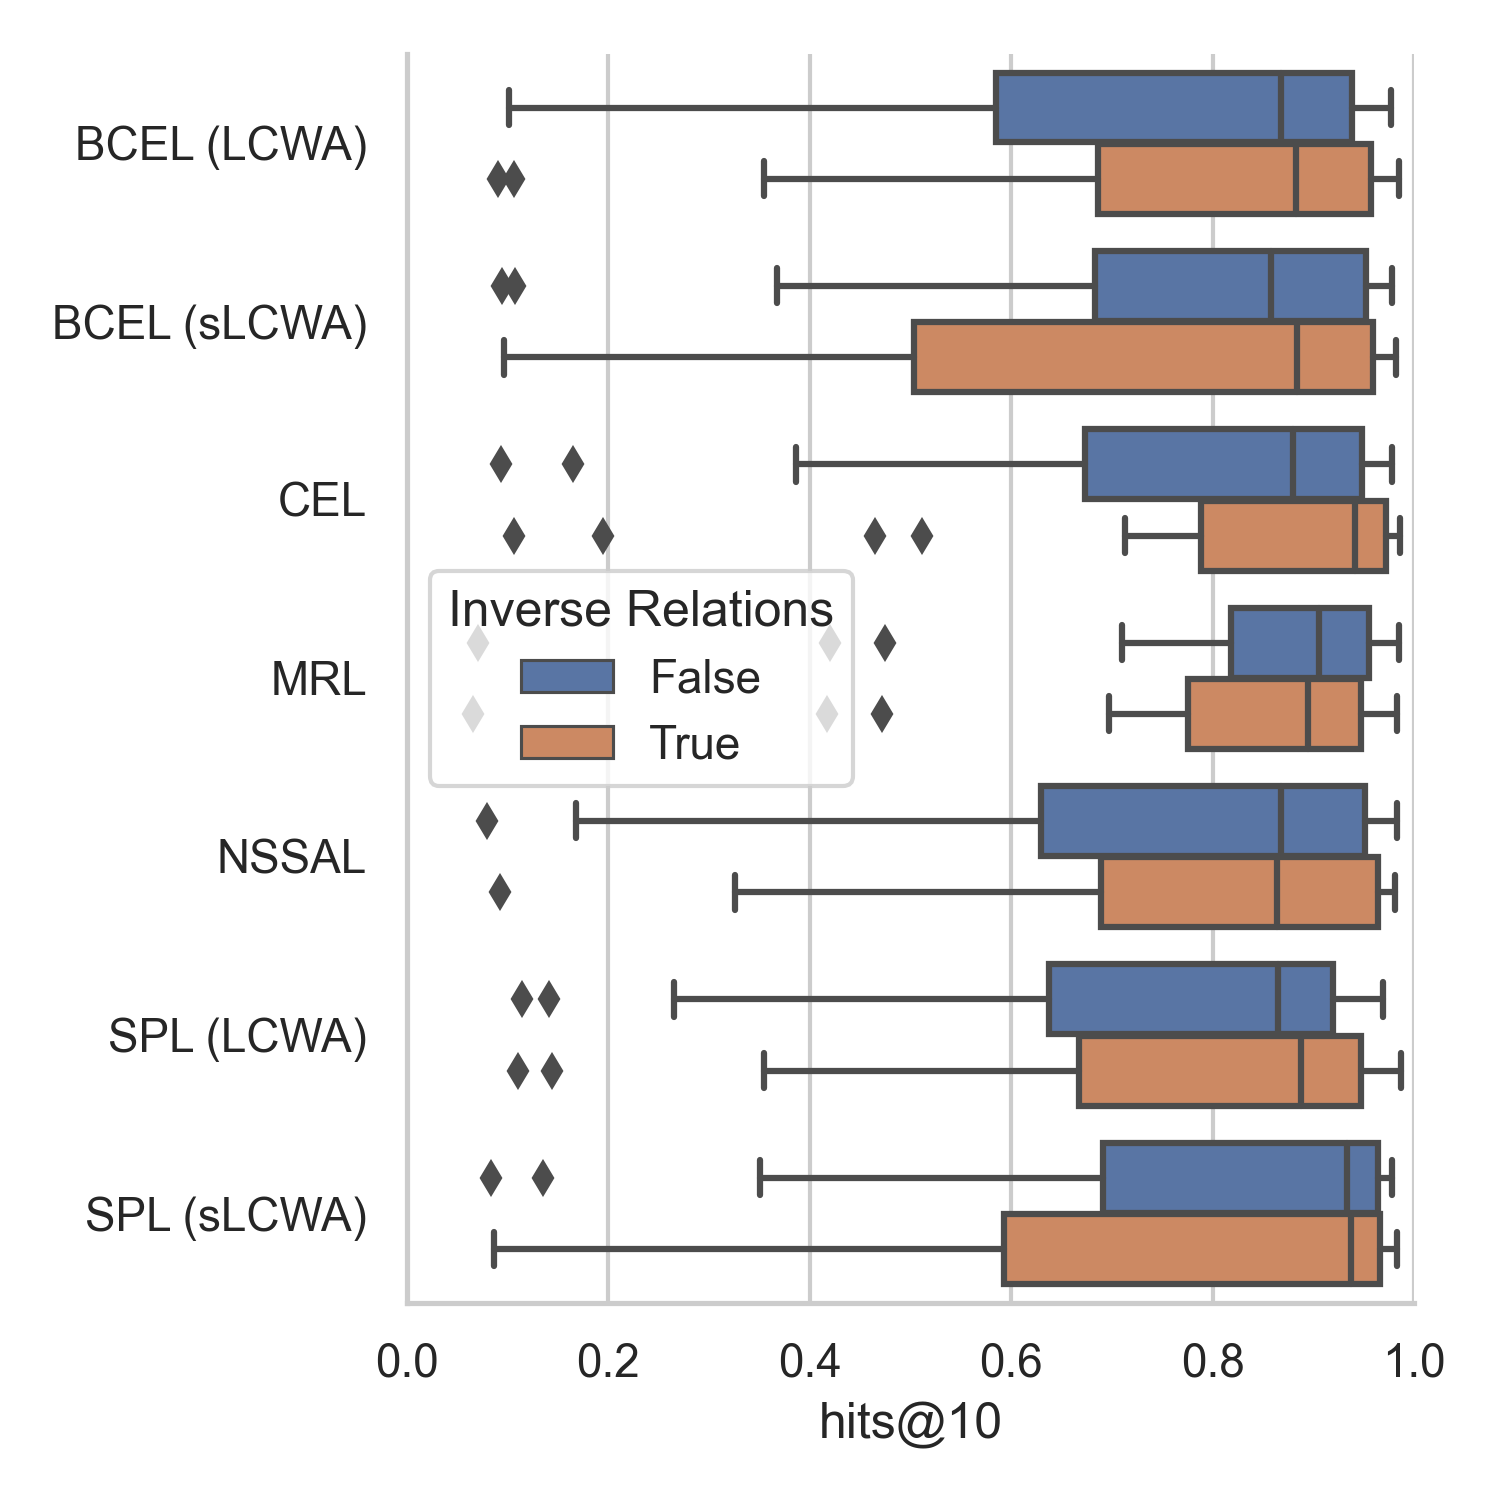 BCEL (LCWA)
BCEL (sLCWA)
CEL
MRL
NSSAL
SPL (LCWA)
SPL (sLCWA)
Inverse Relations
False
True
0.0 0.2 0.4 0.6 0.8 1.0
hits@10